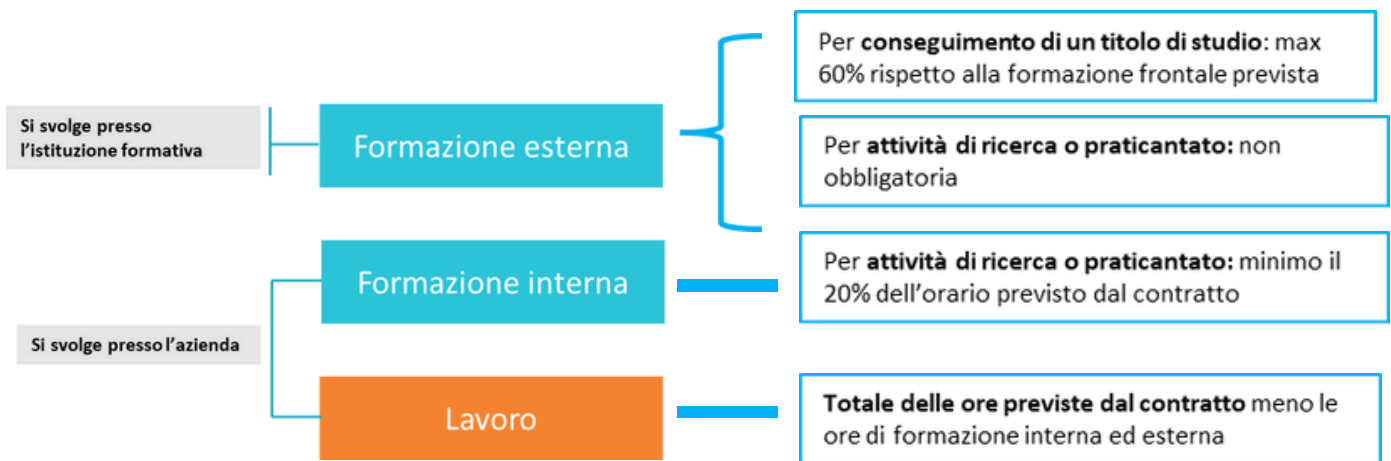 Per conseguimento di un titolo di studio: max
60% rispetto alla formazione frontale prevista
Si svolge presso
l'istituzione formativa
Formazione esterna
Per attività di ricerca o praticantato: non
obbligatoria
Formazione interna
Per attività di ricerca o praticantato: minimo il
20% dell'orario previsto dal contratto
Si svolge presso l'azienda
Lavoro
Totale delle ore previste dal contratto meno le
ore di formazione interna ed esterna